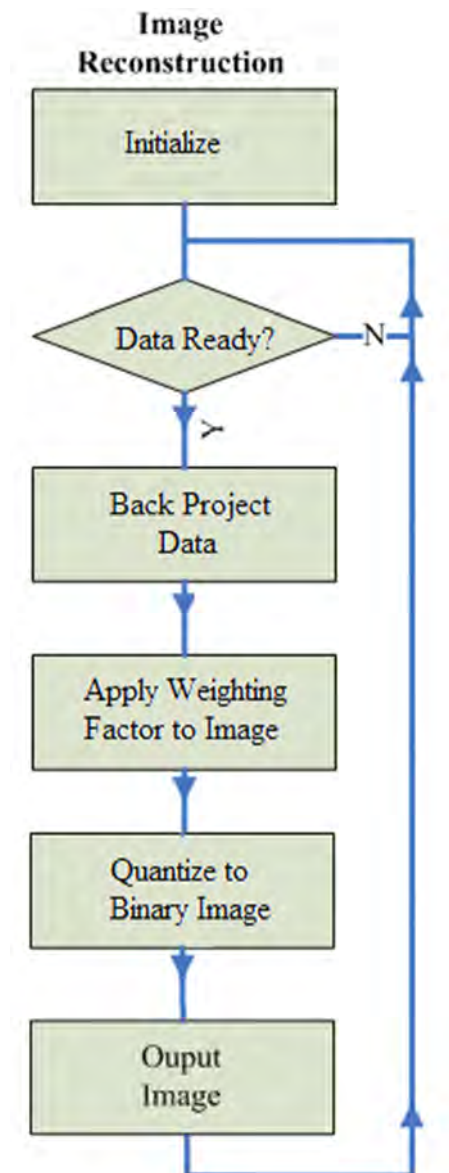 Image
Reconstruction
Initialize
Data Ready?
N
Y
Back Project
Data
Apply Weighting
Factor to Image
Quantize to
Binary Image
Ouput
Image